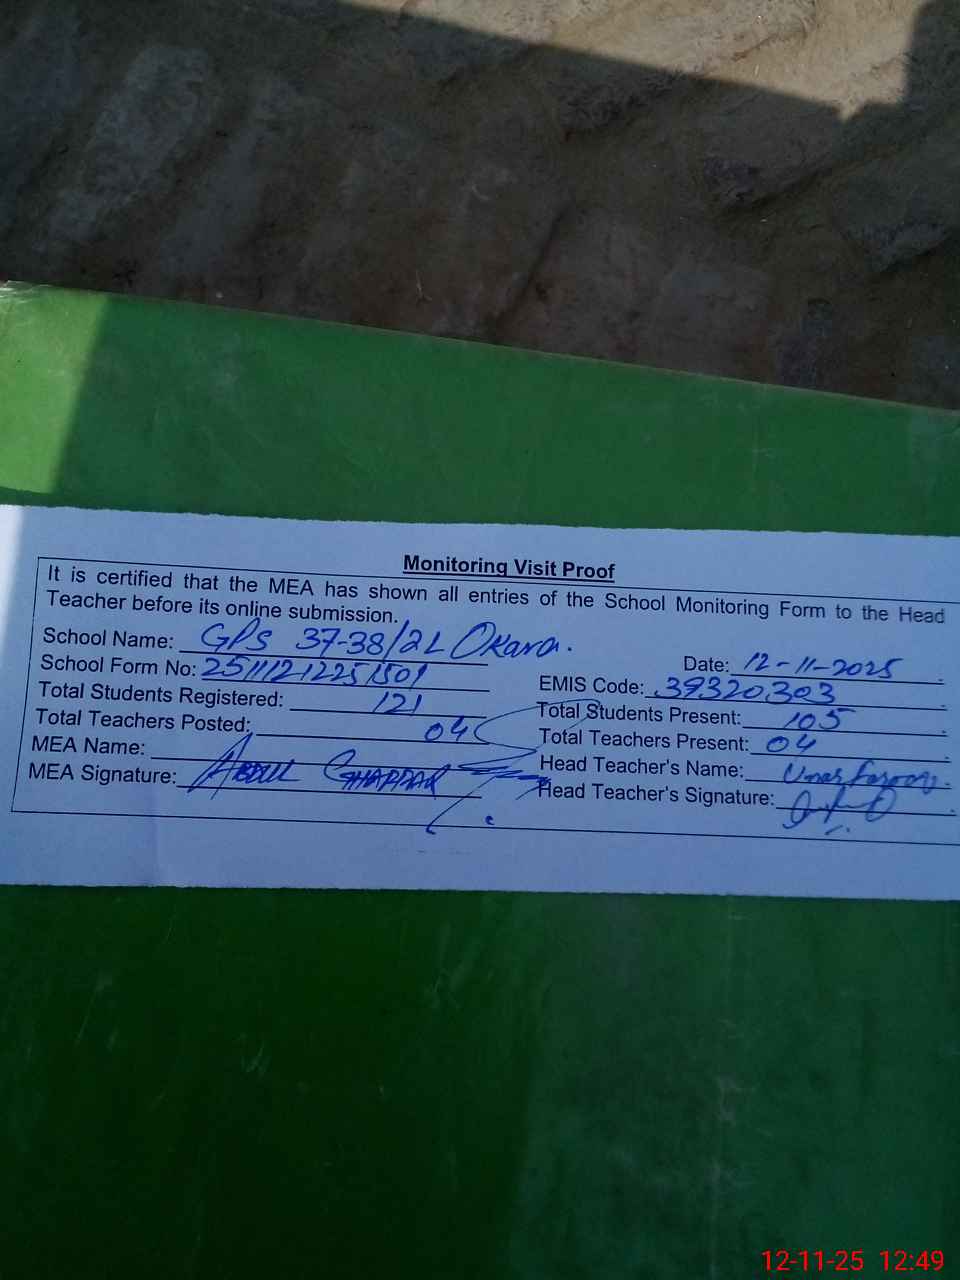 Monitoring Visit Proof
It is certified that the MEA has shown all entries of the School Monitoring Form to the Head
Teacher before its online submission.
School Name: GPS 37-38/2L Okara.
Date: 12-11-2025
School Form No: 25111212251501
EMIS Code: 39320303
Total Students Registered: 121
Total Students Present: 105
Total Teachers Posted: 04
Total Teachers Present: 04
MEA Name: ABDUL GHAFFAR
Head Teacher's Name: Umar Farooq.
MEA Signature:
Head Teacher's Signature:
12-11-25 12:49